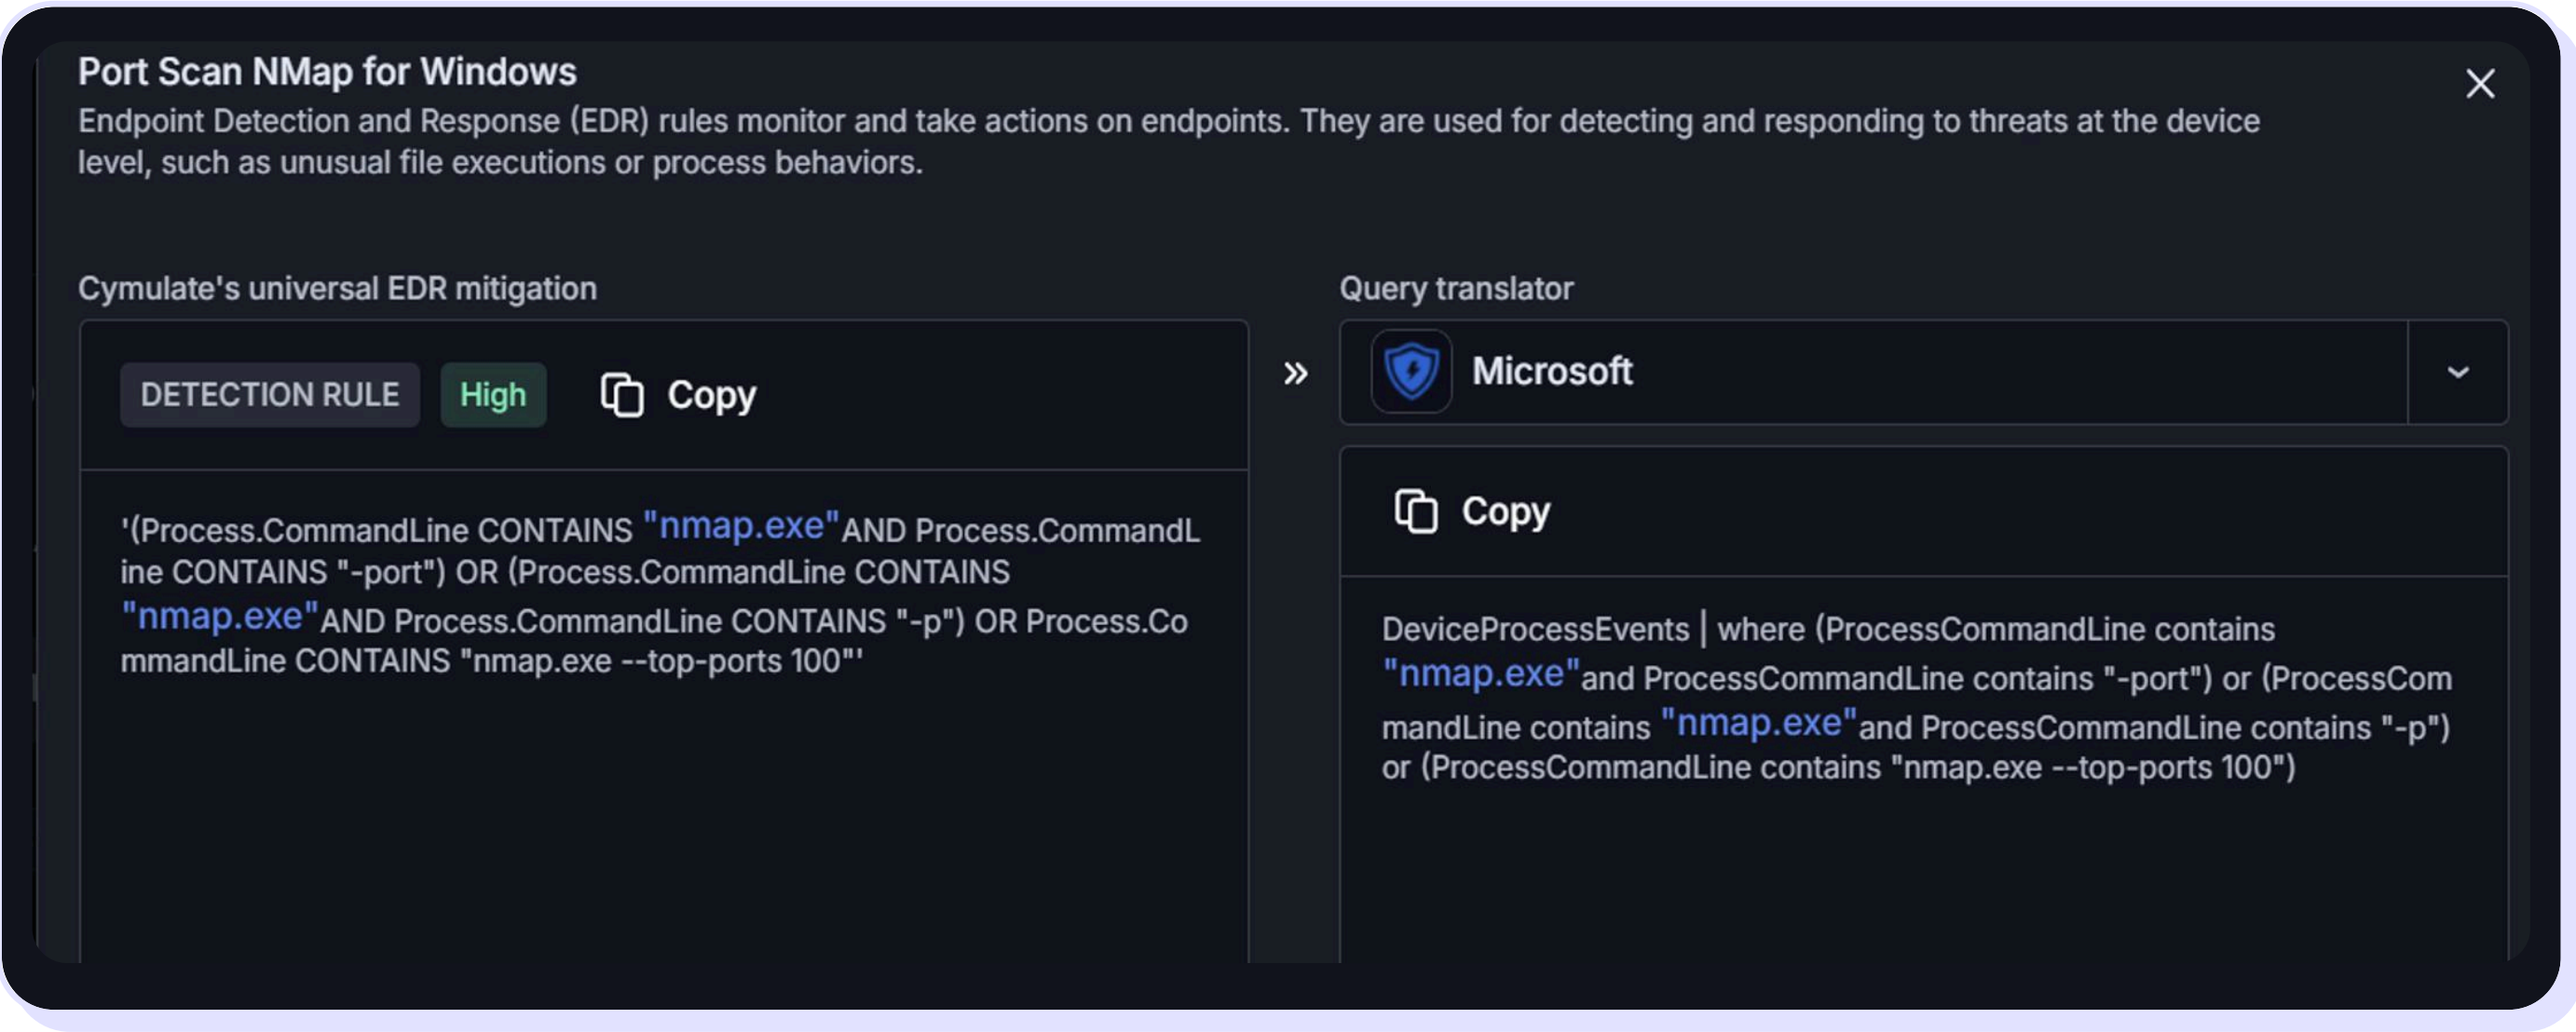 Port Scan NMap for Windows
Endpoint Detection and Response (EDR) rules monitor and take actions on endpoints. They are used for detecting and responding to threats at the device
level, such as unusual file executions or process behaviors.
Cymulate's universal EDR mitigation
DETECTION RULE High Copy
'(Process.CommandLine CONTAINS "nmap.exe"AND Process.CommandL
ine CONTAINS "-port") OR (Process.CommandLine CONTAINS
"nmap.exe"AND Process.CommandLine CONTAINS "-p") OR Process.Co
mmandLine CONTAINS "nmap.exe --top-ports 100"'
Query translator
Microsoft
Copy
DeviceProcessEvents | where (ProcessCommandLine contains
"nmap.exe"and ProcessCommandLine contains "-port") or (ProcessCom
mandLine contains "nmap.exe"and ProcessCommandLine contains "-p")
or (ProcessCommandLine contains "nmap.exe --top-ports 100")